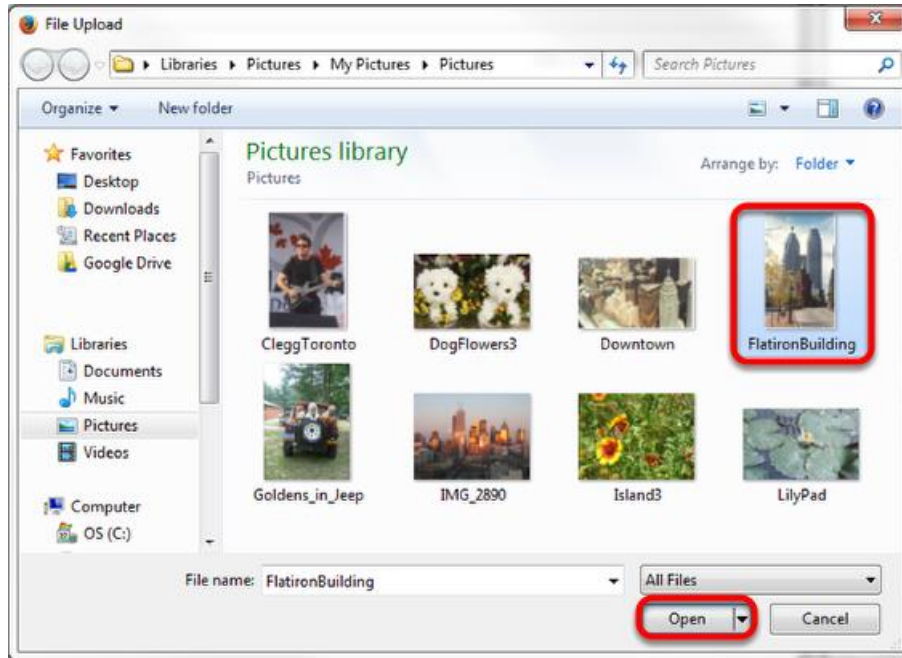 File Upload
Libraries Pictures My Pictures Pictures
Search Pictures
Organize New folder
Favorites
Desktop
Downloads
Recent Places
Google Drive
Libraries
Documents
Music
Pictures
Videos
Computer
OS (C:)
Pictures library
Pictures
Arrange by: Folder
CleggToronto DogFlowers3 Downtown FlatironBuilding
Goldens_in_Jeep IMG_2890 Island3 LilyPad
File name: FlatironBuilding
All Files
Open Cancel